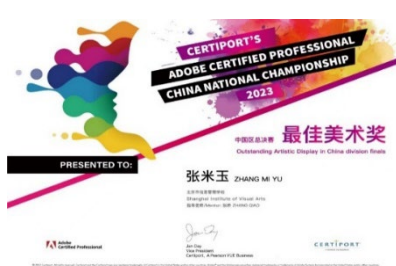 CERTIPORT'S
ADOBE CERTIFIED PROFESSIONAL
CHINA NATIONAL CHAMPIONSHIP
2023
中国区总决赛 最佳美术奖
Outstanding Artistic Display in China division finals
PRESENTED TO:
张米玉 ZHANG MI YU
Shanghai Institute of Visual Arts
Adobe
Certified Professional
Vice President
Certiport, A Pearson VUE Business
CERTIPORT